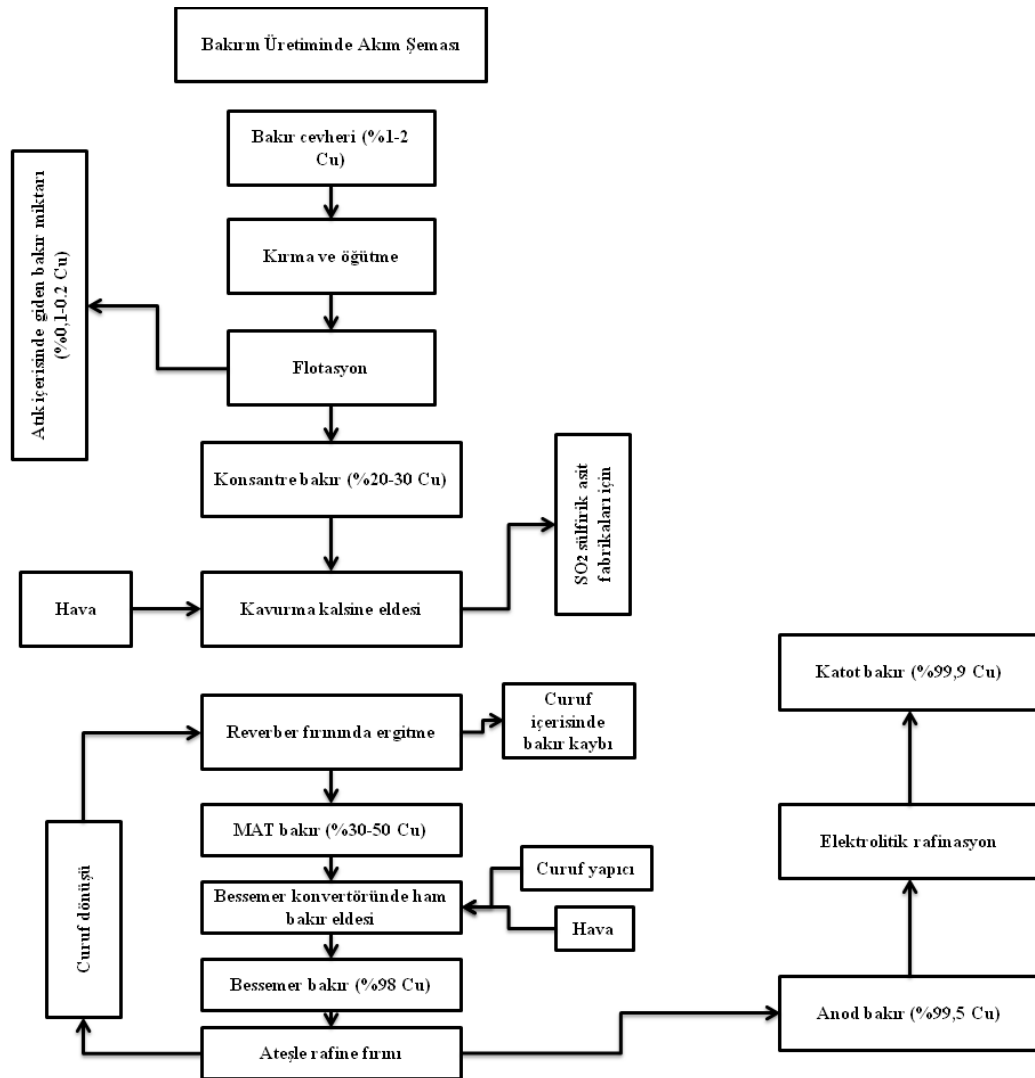 Bakırın Üretiminde Akım Şeması
Bakır cevheri (%1-2
Cu)
Atık içerisinde giden bakır miktarı
(%0,1-0.2 Cu)
Kırma ve öğütme
Flotasyon
Konsantre bakır (%20-30 Cu)
SO2 sülfirik asit
fabrikaları için
Hava
Kavurma kalsine eldesi
Katot bakır (%99,9 Cu)
Reverber fırınında ergitme
Curuf
içerisinde
bakır kaybı
MAT bakır (%30-50 Cu)
Elektrolitik rafinasyon
Curuf dönüşü
Bessemer konvertöründe ham
bakır eldesi
Curuf yapıcı
Hava
Bessemer bakır (%98 Cu)
Anod bakır (%99,5 Cu)
Ateşle rafine fırını